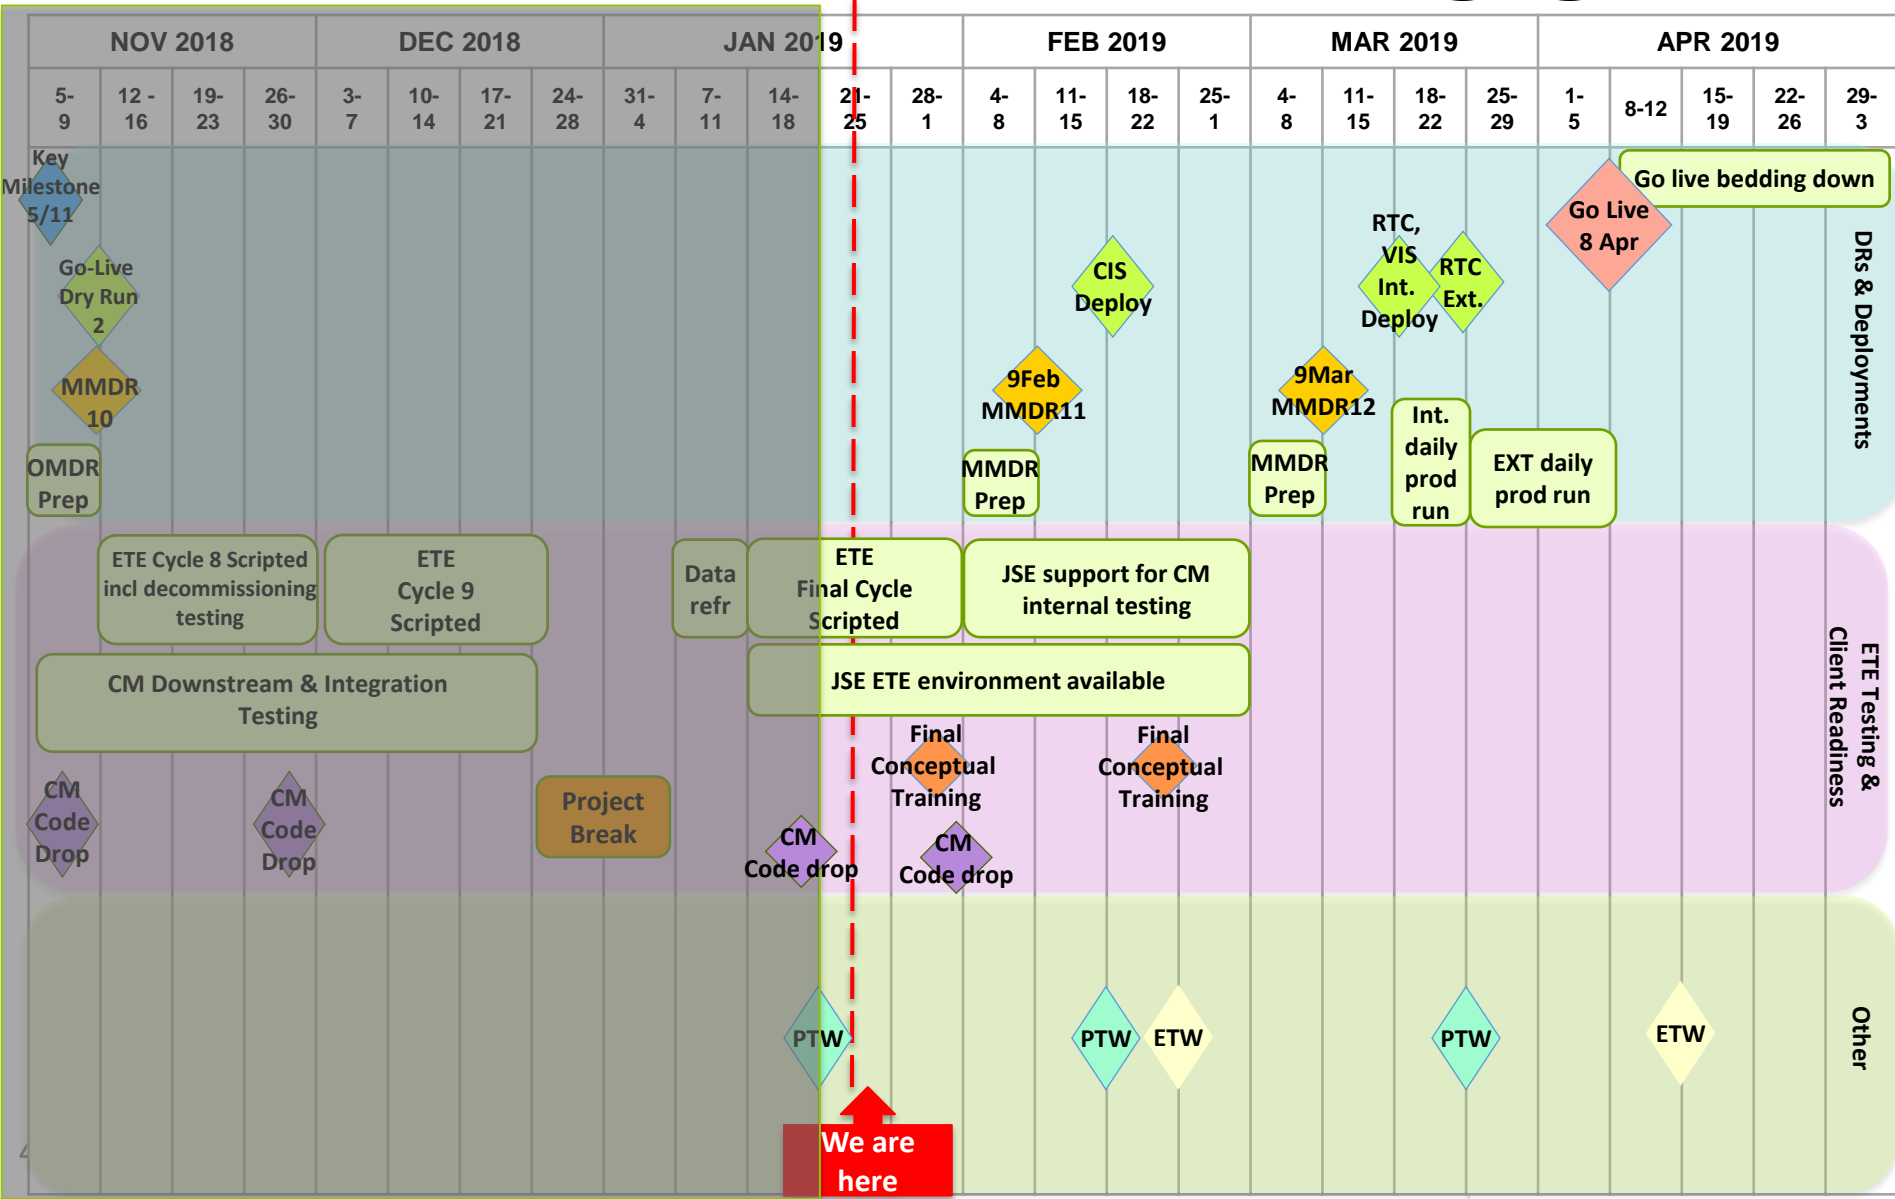 NOV 2018
DEC 2018
JAN 2019
FEB 2019
MAR 2019
APR 2019
5-
9
12 -
16
19-
23
26-
30
3-
7
10-
14
17-
21
24-
28
31-
4
7-
11
14-
18
21-
25
28-
1
4-
8
11-
15
18-
22
25-
1
4-
8
11-
15
18-
22
25-
29
1-
5
8-12
15-
19
22-
26
29-
3
Key
Milestone
5/11
Go-Live
Dry Run
2
MMDR
10
OMDR
Prep
CIS
Deploy
9Feb
MMDR11
MMDR
Prep
9Mar
MMDR12
MMDR
Prep
RTC,
VIS
Int.
Deploy
RTC
Ext.
Int.
daily
prod
run
EXT daily
prod run
Go Live
8 Apr
Go live bedding down
DRs & Deployments
ETE Cycle 8 Scripted
incl decommissioning
testing
ETE
Cycle 9
Scripted
Data
refr
ETE
Final Cycle
Scripted
JSE support for CM
internal testing
CM Downstream & Integration
Testing
JSE ETE environment available
Final
Conceptual
Training
Final
Conceptual
Training
CM
Code
Drop
CM
Code
Drop
Project
Break
CM
Code drop
CM
Code drop
ETE Testing &
Client Readiness
PTW
PTW
ETW
PTW
ETW
Other
We are
here
4